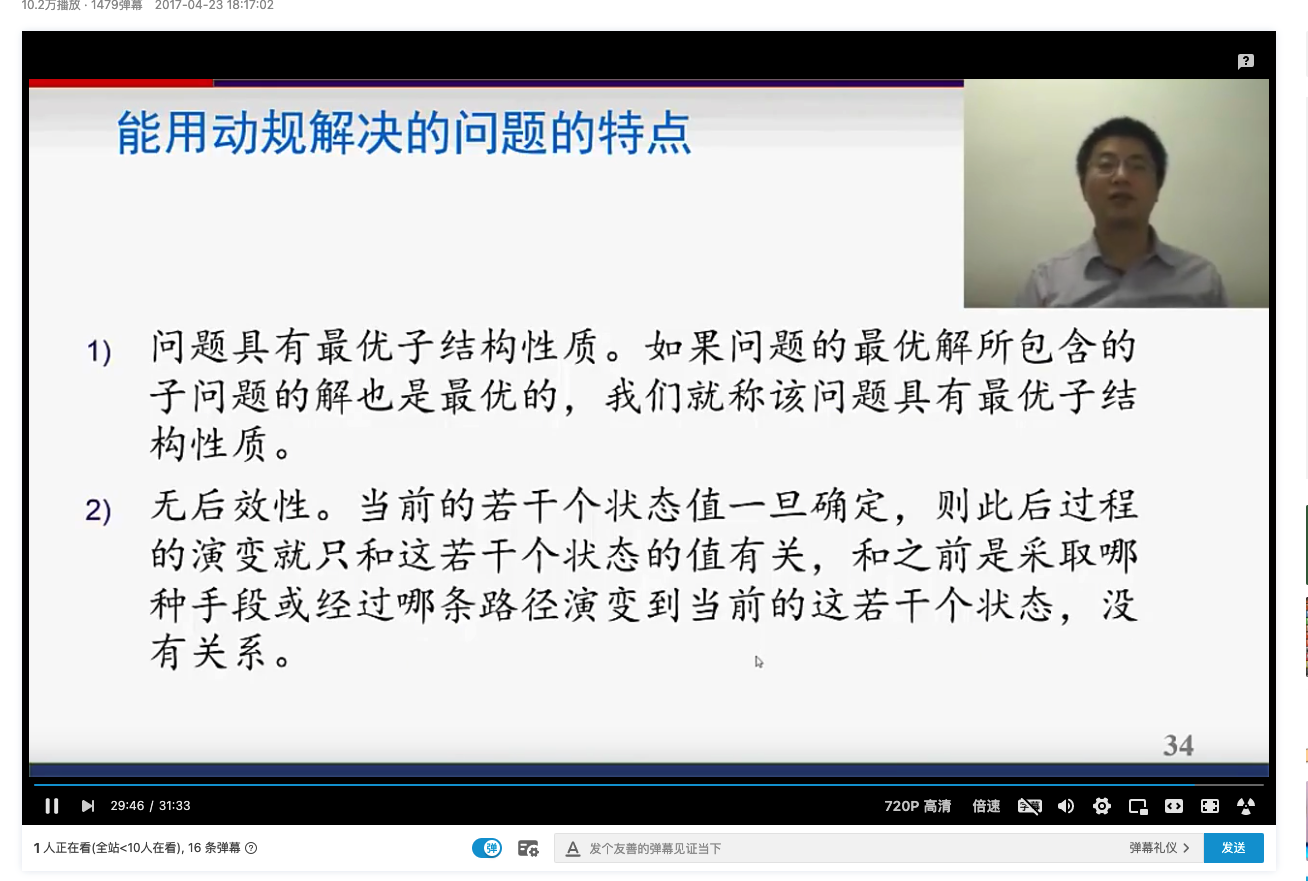 10.2万播放 · 1479弹幕 2017-04-23 18:17:02
能用动规解决的问题的特点
1) 问题具有最优子结构性质。如果问题的最优解所包含的
子问题的解也是最优的，我们就称该问题具有最优子结
构性质。
2) 无后效性。当前的若干个状态值一旦确定，则此后过程
的演变就只和这若干个状态的值有关，和之前是采取哪
种手段或经过哪条路径演变到当前的这若干个状态，没
有关系。
34
29:46 / 31:33 720P 高清 倍速
1 人正在看(全站<10人在看), 16 条弹幕 弹 A 发个友善的弹幕见证当下 弹幕礼仪 > 发送